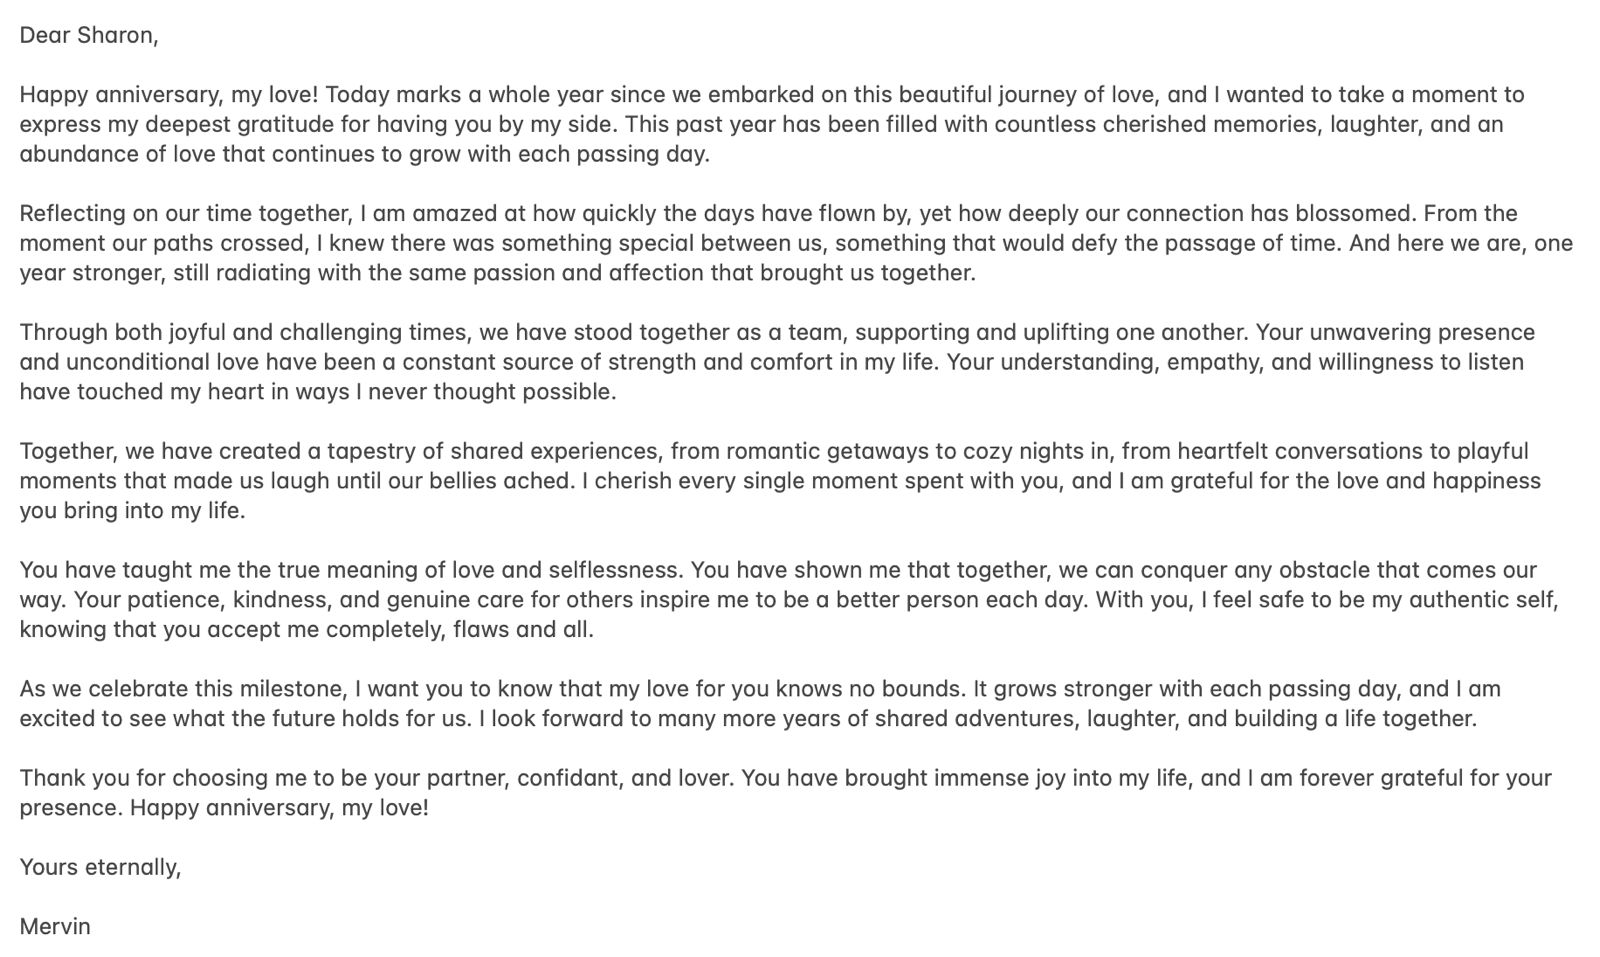 Dear Sharon,
Happy anniversary, my love! Today marks a whole year since we embarked on this beautiful journey of love, and I wanted to take a moment to
express my deepest gratitude for having you by my side. This past year has been filled with countless cherished memories, laughter, and an
abundance of love that continues to grow with each passing day.
Reflecting on our time together, I am amazed at how quickly the days have flown by, yet how deeply our connection has blossomed. From the
moment our paths crossed, I knew there was something special between us, something that would defy the passage of time. And here we are, one
year stronger, still radiating with the same passion and affection that brought us together.
Through both joyful and challenging times, we have stood together as a team, supporting and uplifting one another. Your unwavering presence
and unconditional love have been a constant source of strength and comfort in my life. Your understanding, empathy, and willingness to listen
have touched my heart in ways I never thought possible.
Together, we have created a tapestry of shared experiences, from romantic getaways to cozy nights in, from heartfelt conversations to playful
moments that made us laugh until our bellies ached. I cherish every single moment spent with you, and I am grateful for the love and happiness
you bring into my life.
You have taught me the true meaning of love and selflessness. You have shown me that together, we can conquer any obstacle that comes our
way. Your patience, kindness, and genuine care for others inspire me to be a better person each day. With you, I feel safe to be my authentic self,
knowing that you accept me completely, flaws and all.
As we celebrate this milestone, I want you to know that my love for you knows no bounds. It grows stronger with each passing day, and I am
excited to see what the future holds for us. I look forward to many more years of shared adventures, laughter, and building a life together.
Thank you for choosing me to be your partner, confidant, and lover. You have brought immense joy into my life, and I am forever grateful for your
presence. Happy anniversary, my love!
Yours eternally,
Mervin